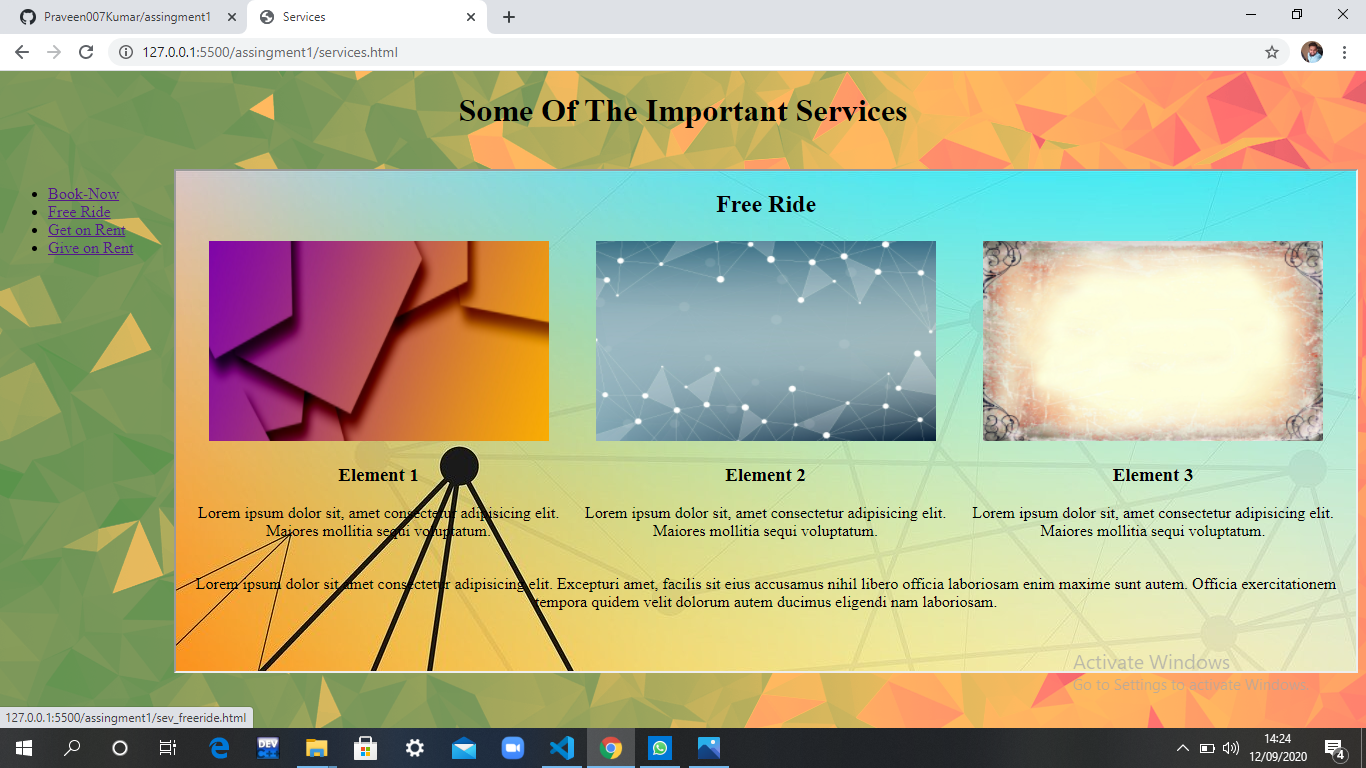 Praveen007Kumar/assingment1
Services
127.0.0.1:5500/assingment1/services.html
Some Of The Important Services
Book-Now
Free Ride
Get on Rent
Give on Rent
Free Ride
Element 1
Lorem ipsum dolor sit, amet consectetur adipisicing elit.
Maiores mollitia sequi voluptatum.
Element 2
Lorem ipsum dolor sit, amet consectetur adipisicing elit.
Maiores mollitia sequi voluptatum.
Element 3
Lorem ipsum dolor sit, amet consectetur adipisicing elit.
Maiores mollitia sequi voluptatum.
Lorem ipsum dolor sit amet consectetur adipisicing elit. Excepturi amet, facilis sit eius accusamus nihil libero officia laboriosam enim maxime sunt autem. Officia exercitationem
tempora quidem velit dolorum autem ducimus eligendi nam laboriosam.
Activate Windows
Go to Settings to activate Windows.
127.0.0.1:5500/assingment1/sev_freeride.html
DEV
14:24
12/09/2020
4